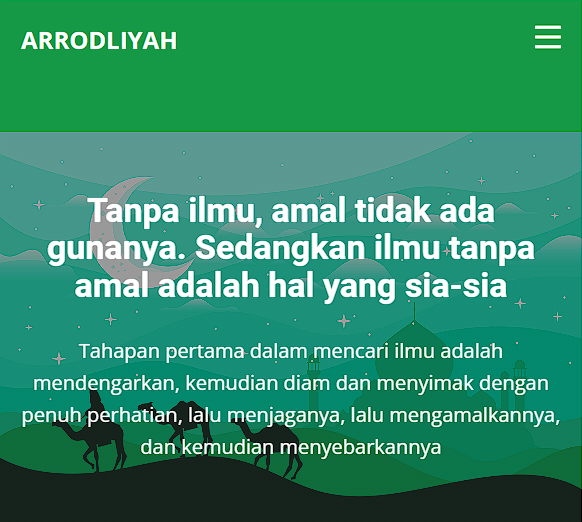 ARRODLIYAH
Tanpa ilmu, amal tidak ada
gunanya. Sedangkan ilmu tanpa
amal adalah hal yang sia-sia
Tahapan pertama dalam mencari ilmu adalah
mendengarkan, kemudian diam dan menyimak dengan
penuh perhatian, lalu menjaganya, lalu mengamalkannya,
dan kemudian menyebarkannya